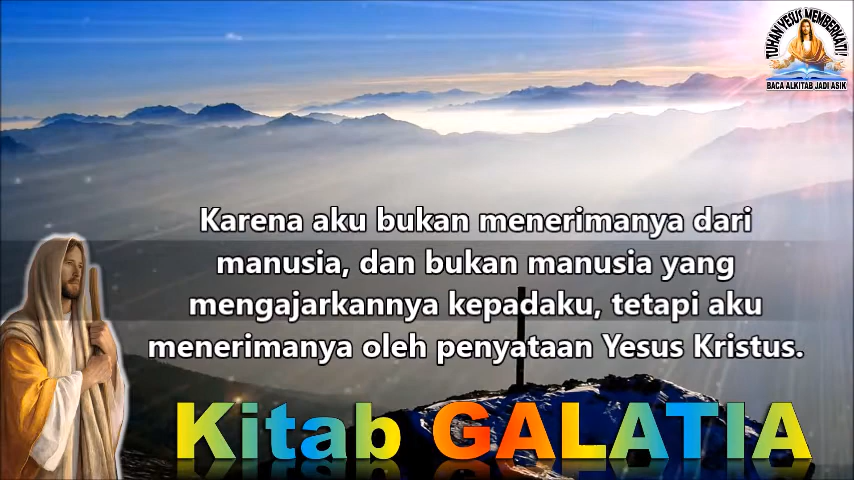 TUHAN YESUS MEMBERKATI
BACA ALKITAB JADI ASIK
Karena aku bukan menerimanya dari
manusia, dan bukan manusia yang
mengajarkannya kepadaku, tetapi aku
menerimanya oleh penyataan Yesus Kristus.
Kitab GALATIA